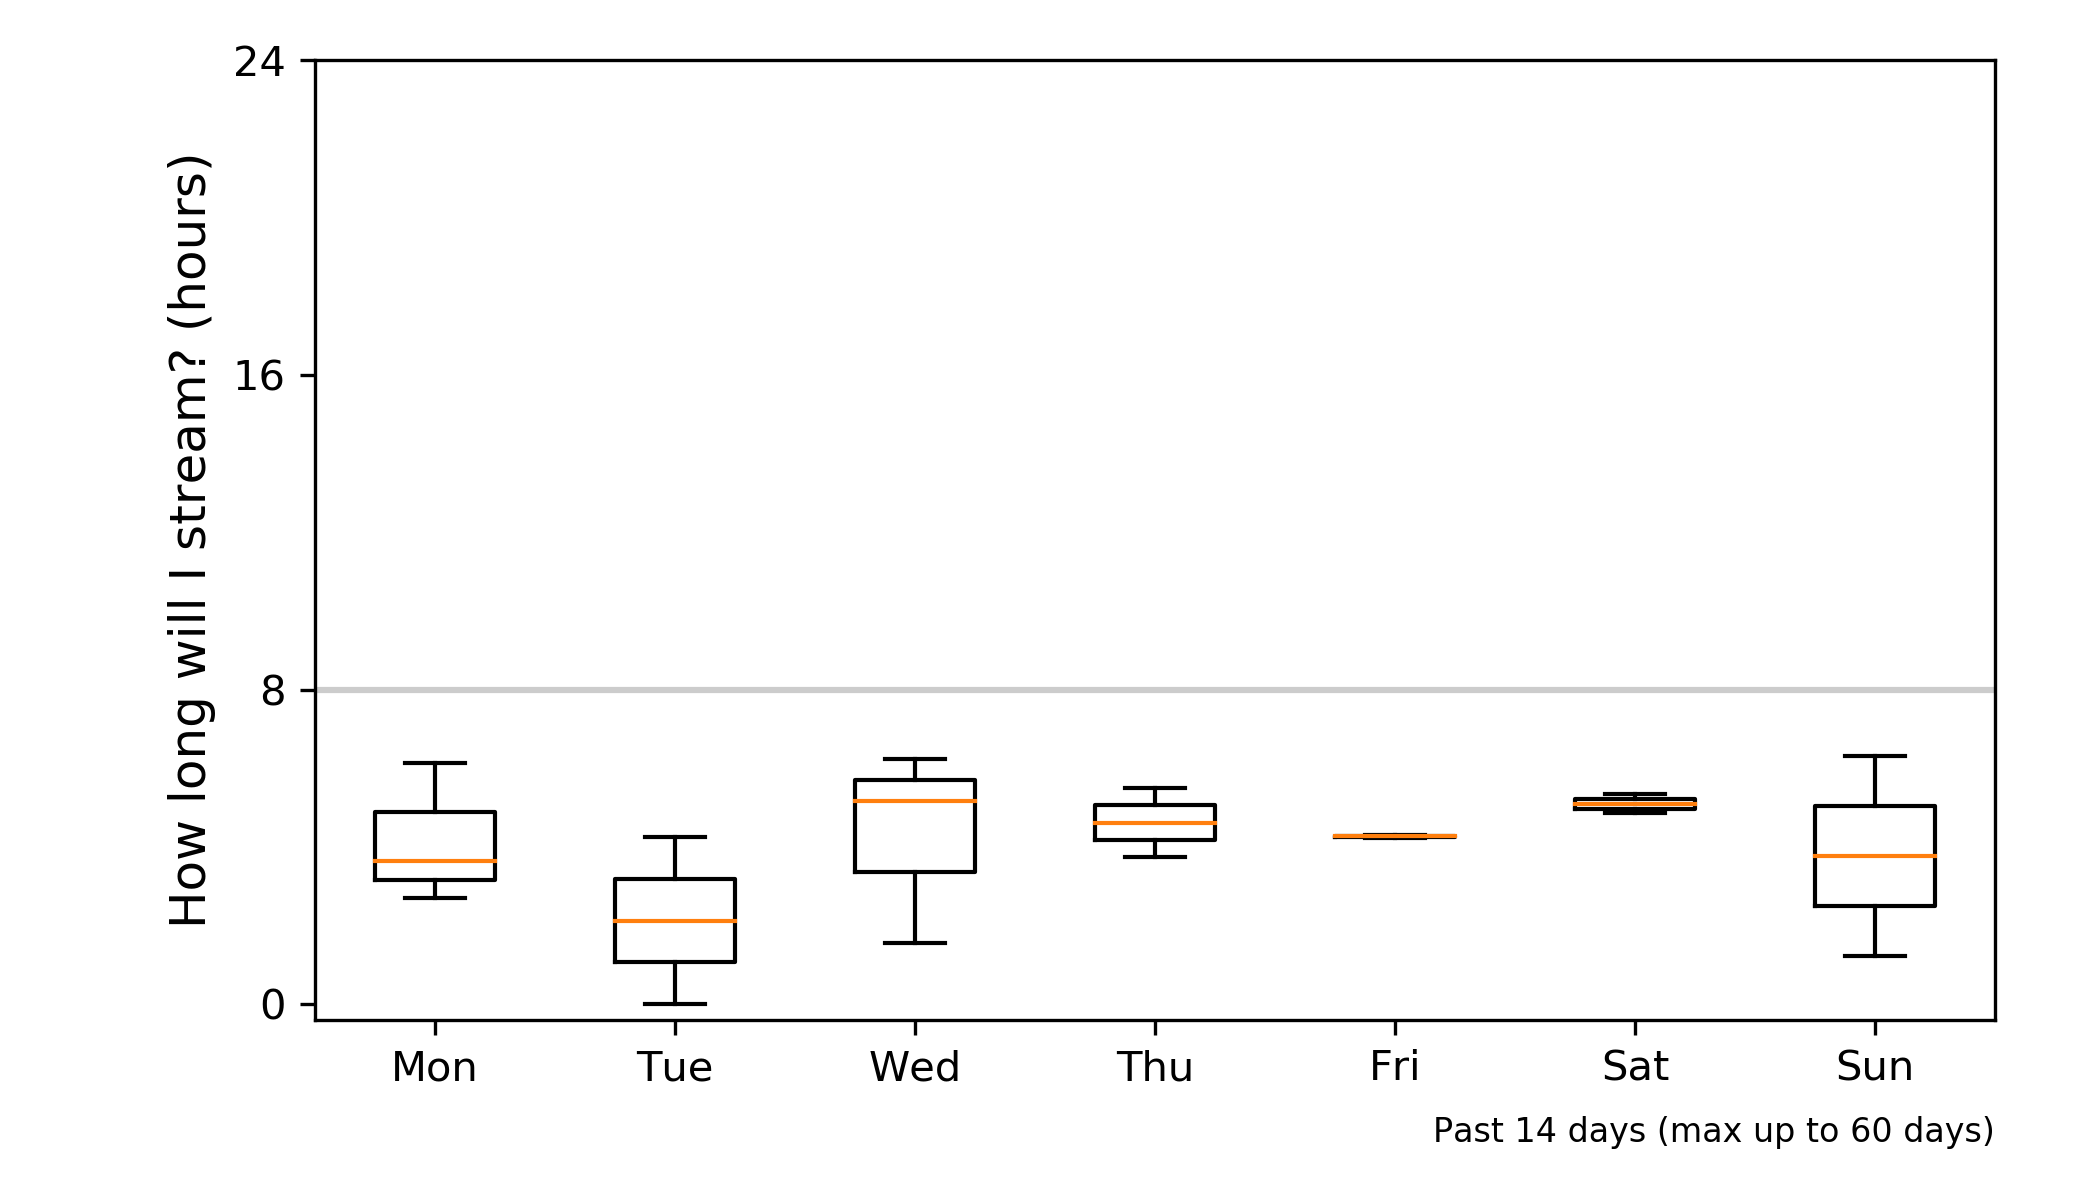 How long will I stream? (hours)
24
16
8
0
Mon Tue Wed Thu Fri Sat Sun
Past 14 days (max up to 60 days)